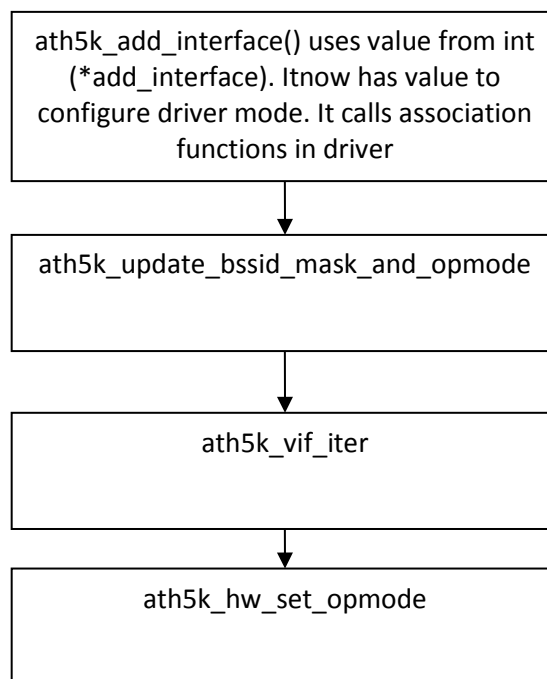 ath5k_add_interface() uses value from int
(*add_interface). Itnow has value to
configure driver mode. It calls association
functions in driver
ath5k_update_bssid_mask_and_opmode
ath5k_vif_iter
ath5k_hw_set_opmode